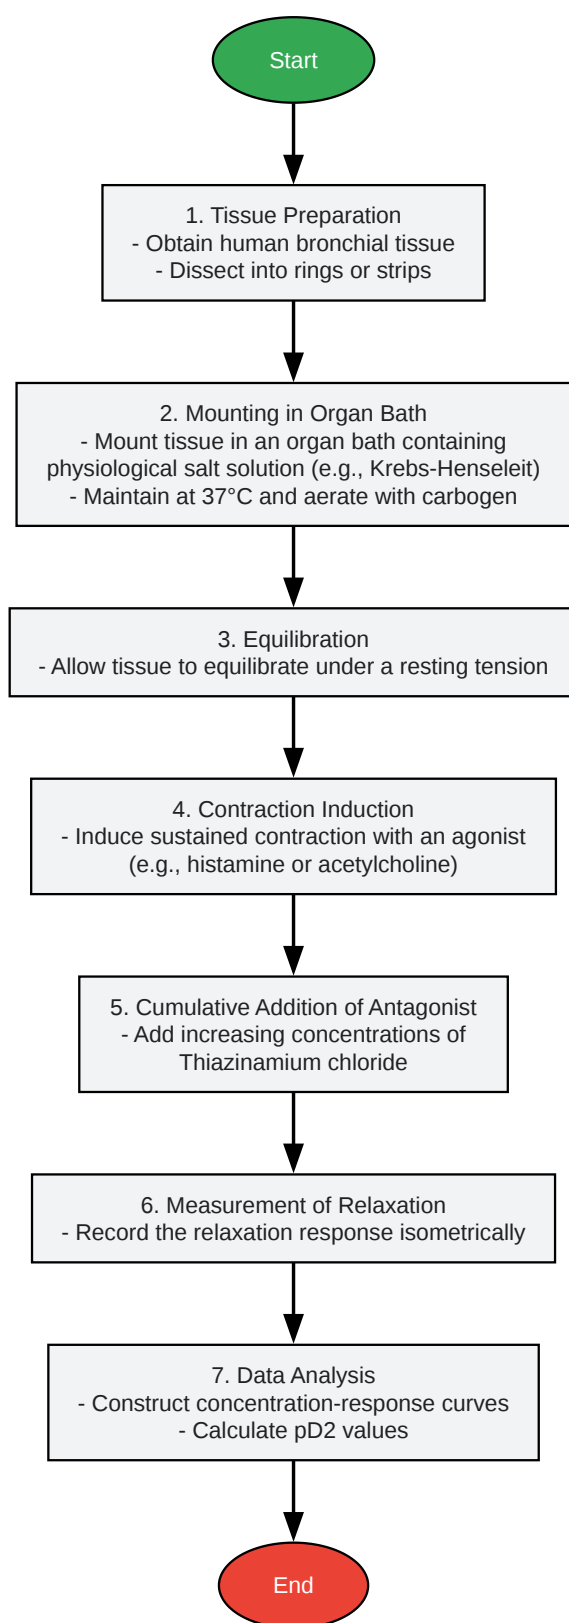 Start
1. Tissue Preparation
- Obtain human bronchial tissue
- Dissect into rings or strips
2. Mounting in Organ Bath
- Mount tissue in an organ bath containing
physiological salt solution (e.g., Krebs-Henseleit)
- Maintain at 37°C and aerate with carbogen
3. Equilibration
- Allow tissue to equilibrate under a resting tension
4. Contraction Induction
- Induce sustained contraction with an agonist
(e.g., histamine or acetylcholine)
5. Cumulative Addition of Antagonist
- Add increasing concentrations of
Thiazinamium chloride
6. Measurement of Relaxation
- Record the relaxation response isometrically
7. Data Analysis
- Construct concentration-response curves
- Calculate pD2 values
End